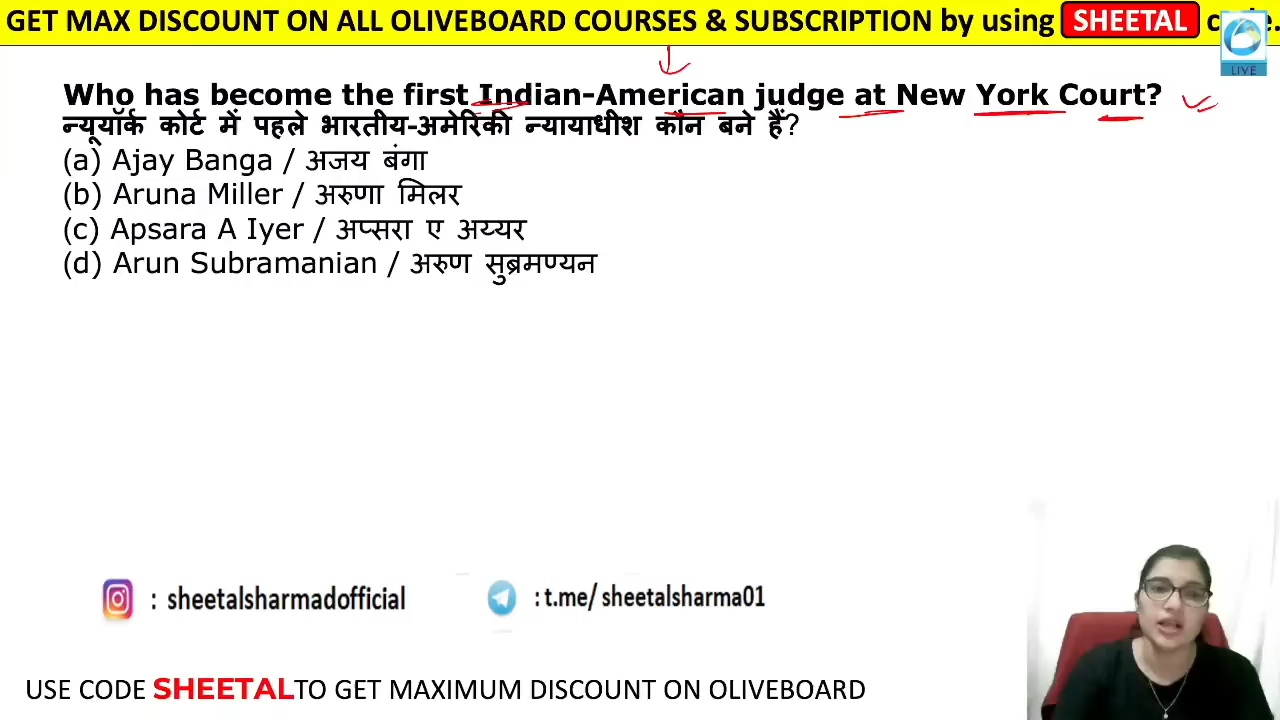 GET MAX DISCOUNT ON ALL OLIVEBOARD COURSES & SUBSCRIPTION by using SHEETAL
LIVE
Who has become the first Indian-American judge at New York Court?
न्यूयॉर्क कोर्ट में पहले भारतीय-अमेरिकी न्यायाधीश कौन बने हैं?
(a) Ajay Banga / अजय बंगा
(b) Aruna Miller / अरुणा मिलर
(c) Apsara A Iyer / अप्सरा ए अय्यर
(d) Arun Subramanian / अरुण सुब्रमण्यन
: sheetalsharmadofficial
: t.me/ sheetalsharma01
USE CODE SHEETALTO GET MAXIMUM DISCOUNT ON OLIVEBOARD